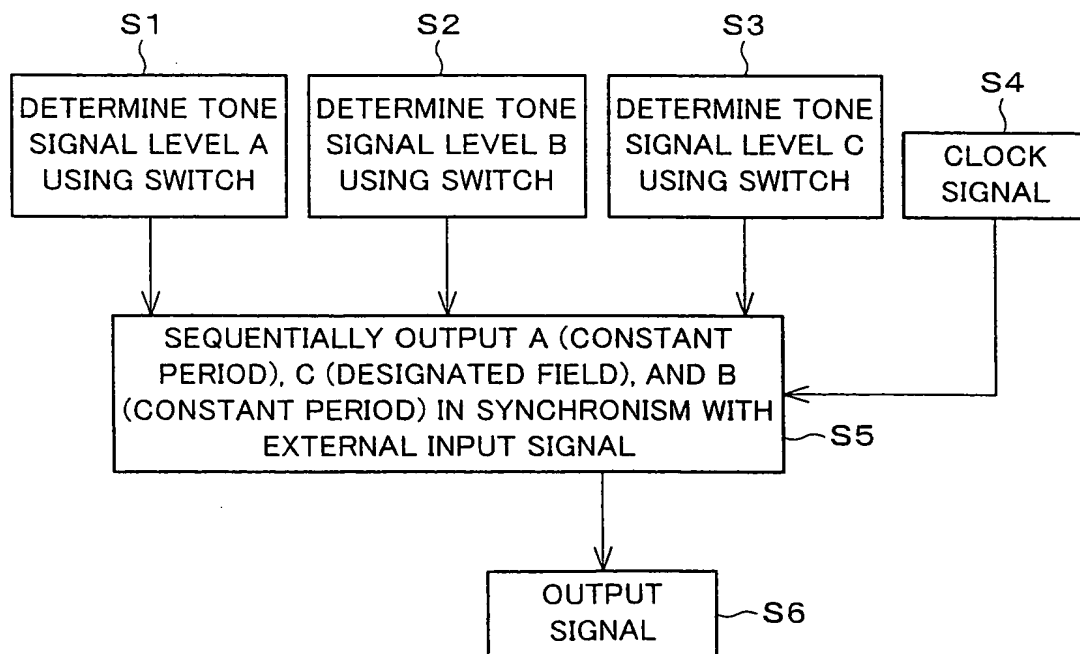 S1
S2
S3
S4
DETERMINE TONE
SIGNAL LEVEL A
USING SWITCH
DETERMINE TONE
SIGNAL LEVEL B
USING SWITCH
DETERMINE TONE
SIGNAL LEVEL C
USING SWITCH
CLOCK
SIGNAL
SEQUENTIALLY OUTPUT A (CONSTANT
PERIOD), C (DESIGNATED FIELD), AND B
(CONSTANT PERIOD) IN SYNCHRONISM WITH
EXTERNAL INPUT SIGNAL
S5
OUTPUT
SIGNAL
S6